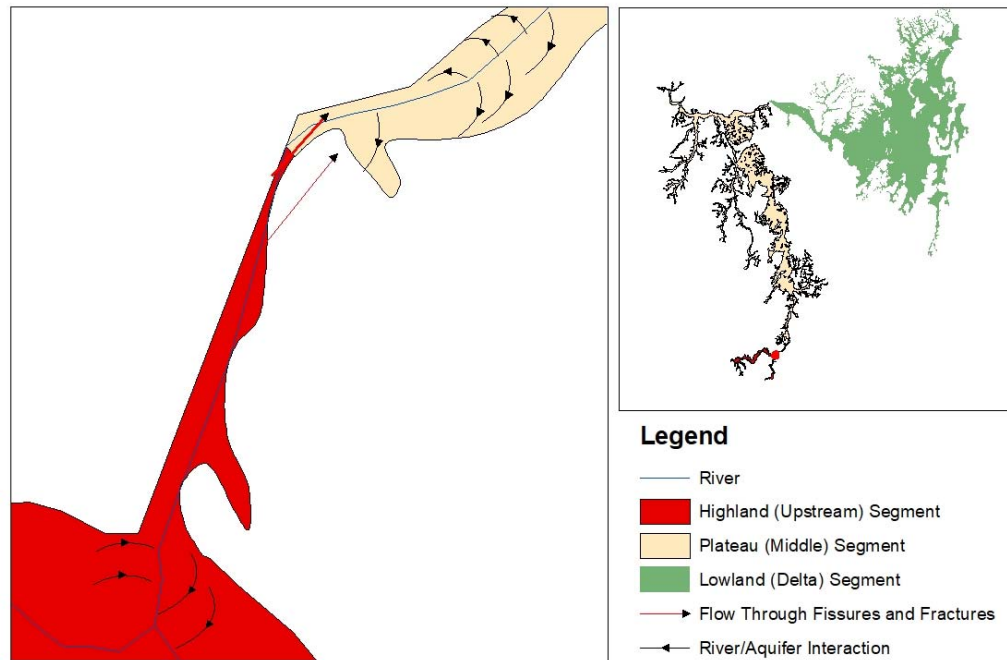 Legend
River
Highland (Upstream) Segment
Plateau (Middle) Segment
Lowland (Delta) Segment
Flow Through Fissures and Fractures
River/Aquifer Interaction